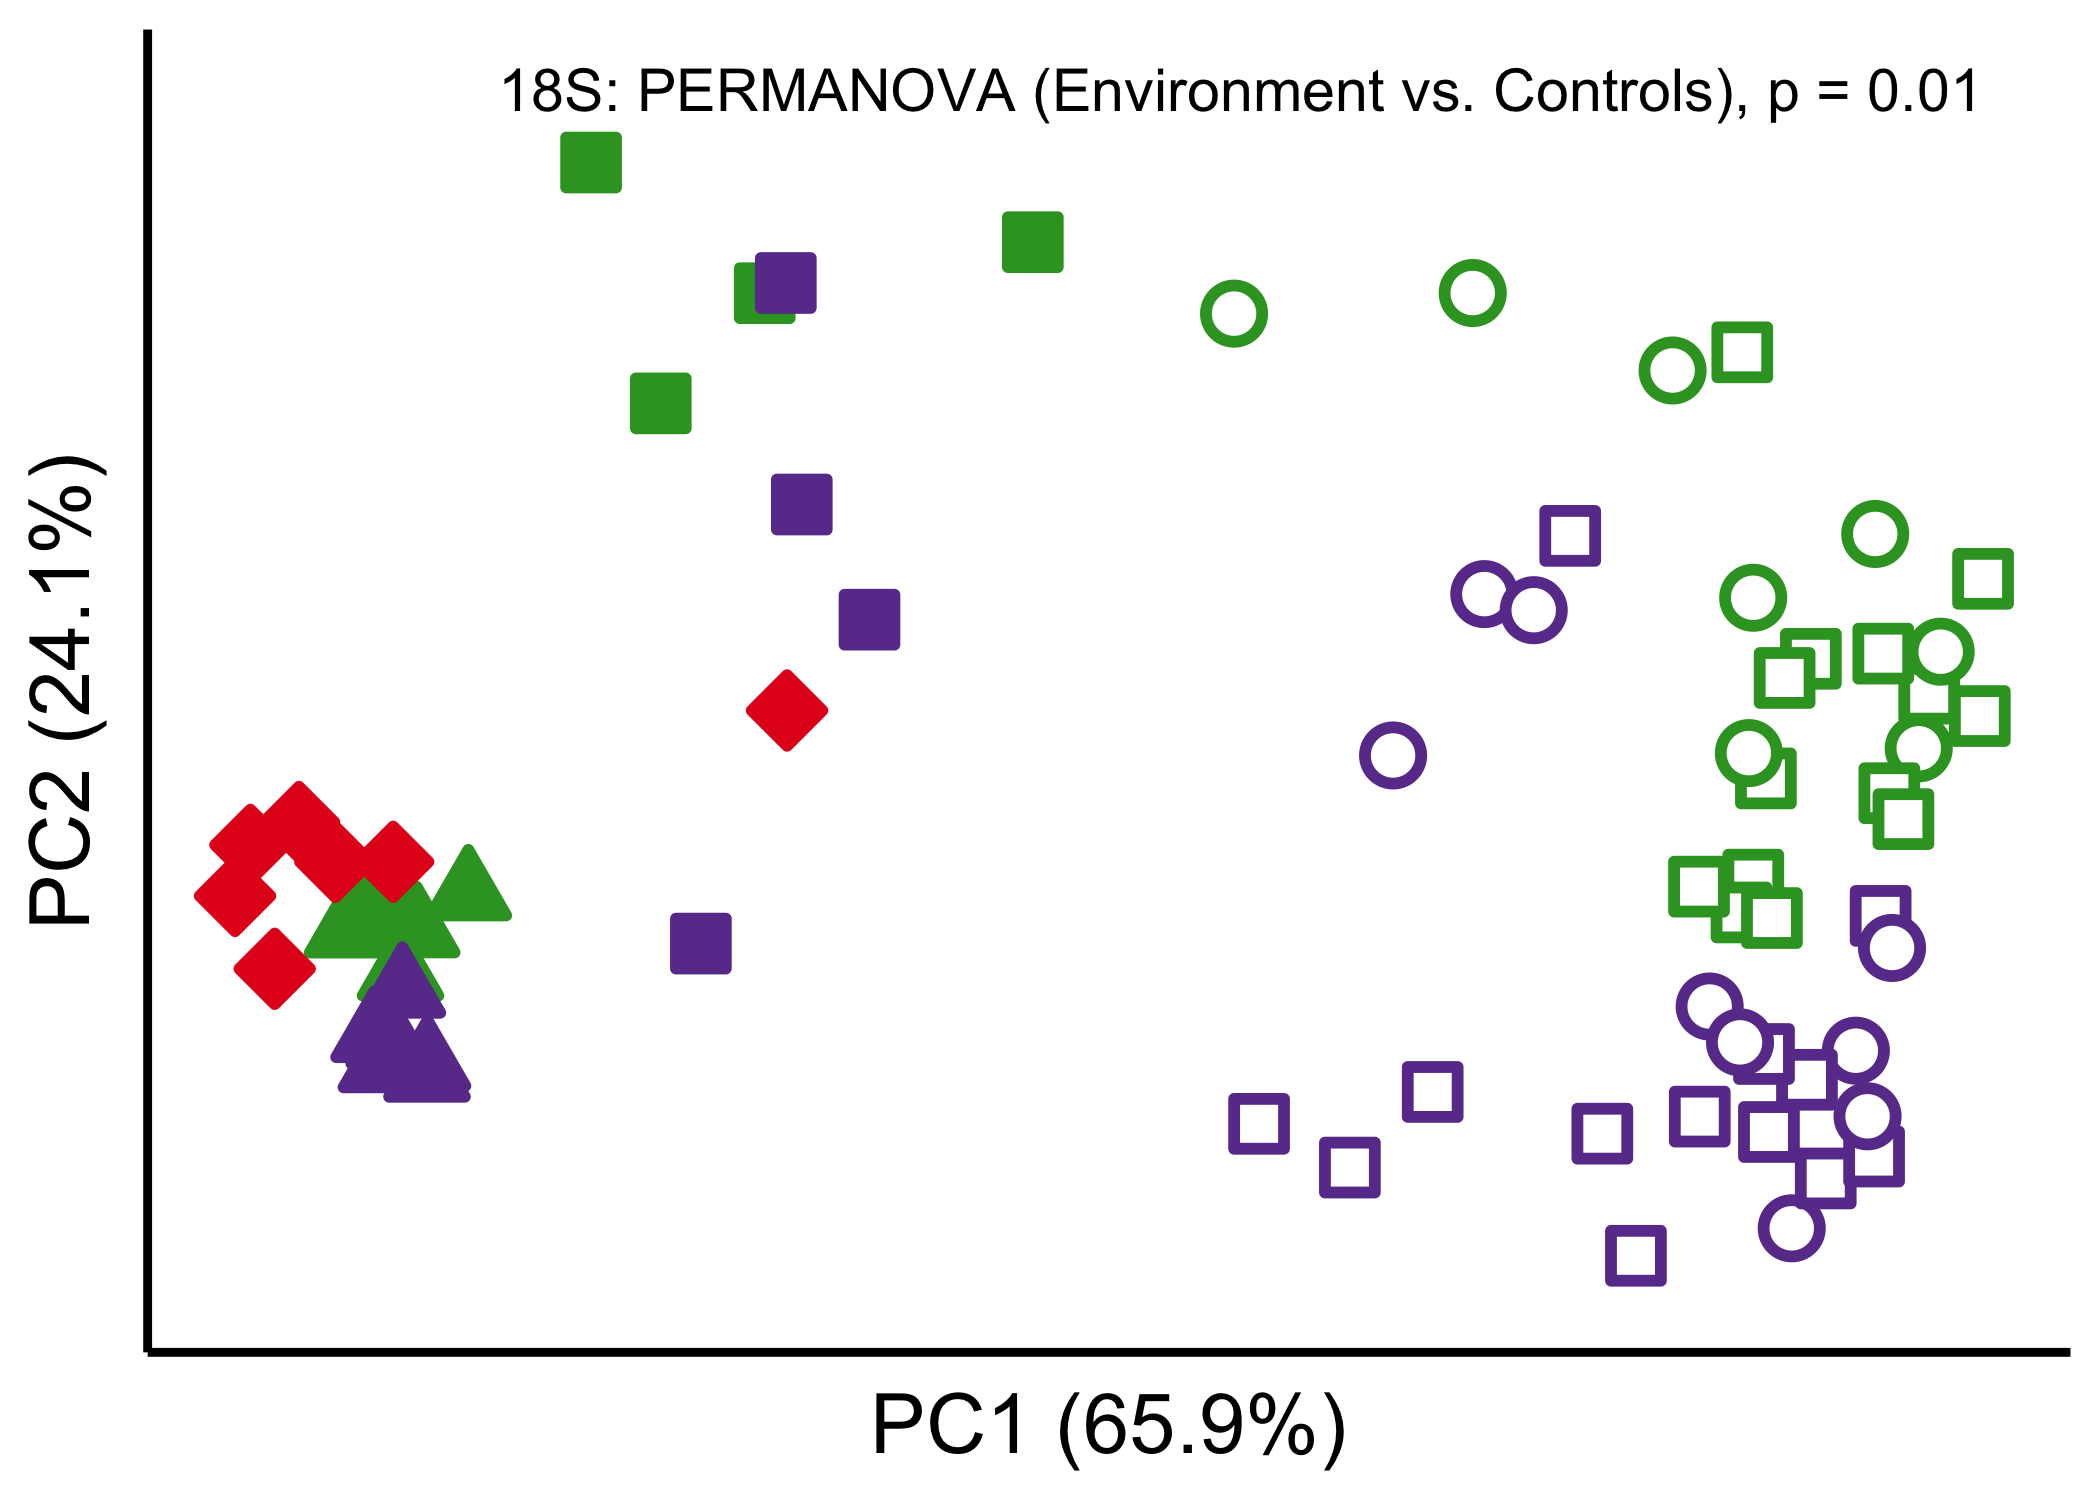 18S: PERMANOVA (Environment vs. Controls), p = 0.01
PC2 (24.1%)
PC1 (65.9%)